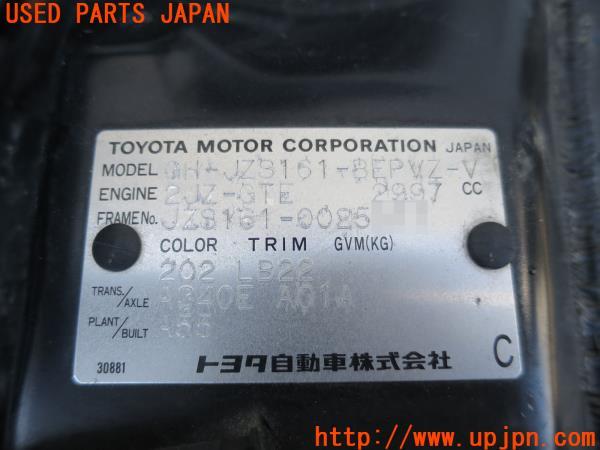 USED PARTS JAPAN
TOYOTA MOTOR CORPORATION JAPAN
MODEL GH-JZS161-BEPVZ-V
ENGINE 2JZ-GTE 2997 CC
FRAME No. JZS161-0025
COLOR TRIM GVM(KG)
202 LB22
TRANS./AXLE A340E A01A
PLANT/BUILT
30881 トヨタ自動車株式会社 C
UPJ
http://www.upjpn.com